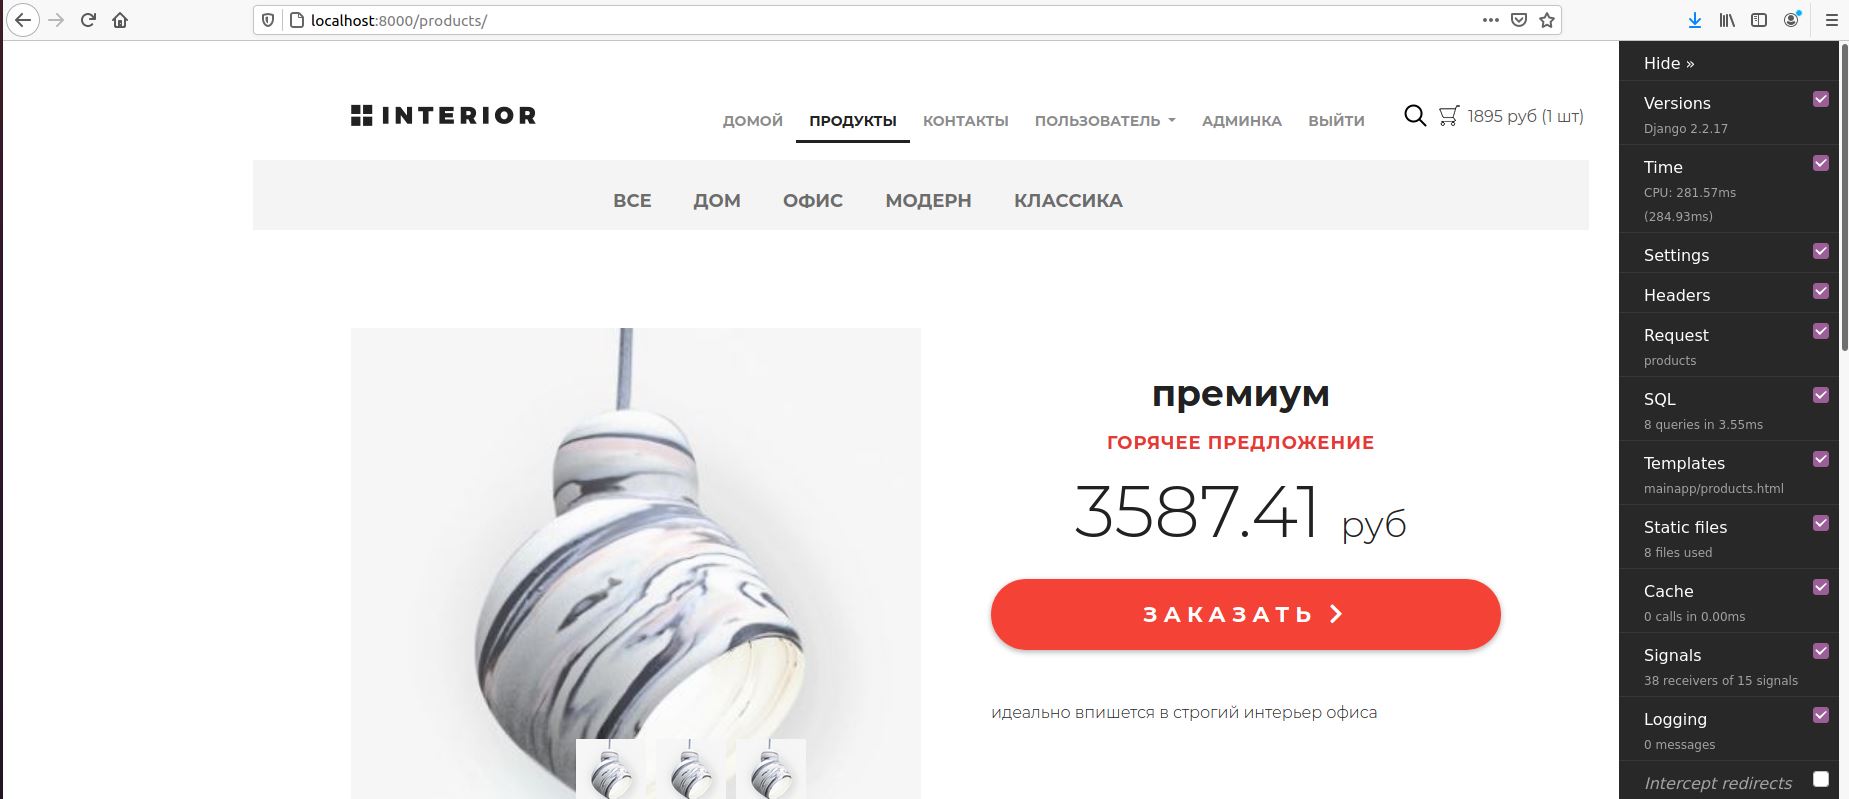 localhost:8000/products/
INTERIOR
ДОМОЙ ПРОДУКТЫ КОНТАКТЫ ПОЛЬЗОВАТЕЛЬ АДМИНКА ВЫЙТИ 1895 руб (1 шт)
ВСЕ ДОМ ОФИС МОДЕРН КЛАССИКА
премиум
ГОРЯЧЕЕ ПРЕДЛОЖЕНИЕ
3587.41 руб
ЗАКАЗАТЬ
идеально впишется в строгий интерьер офиса
Hide »
Versions
Django 2.2.17
Time
CPU: 281.57ms
(284.93ms)
Settings
Headers
Request
products
SQL
8 queries in 3.55ms
Templates
mainapp/products.html
Static files
8 files used
Cache
0 calls in 0.00ms
Signals
38 receivers of 15 signals
Logging
0 messages
Intercept redirects